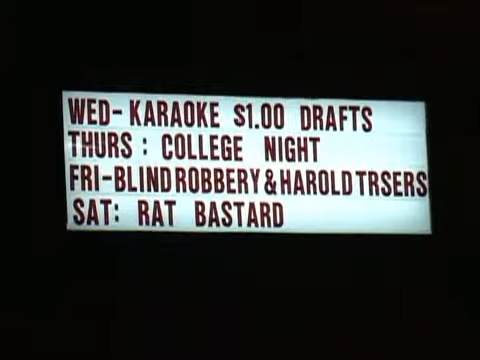 WED- KARAOKE $1.00 DRAFTS
THURS : COLLEGE NIGHT
FRI-BLIND ROBBERY & HAROLD TRSERS
SAT: RAT BASTARD